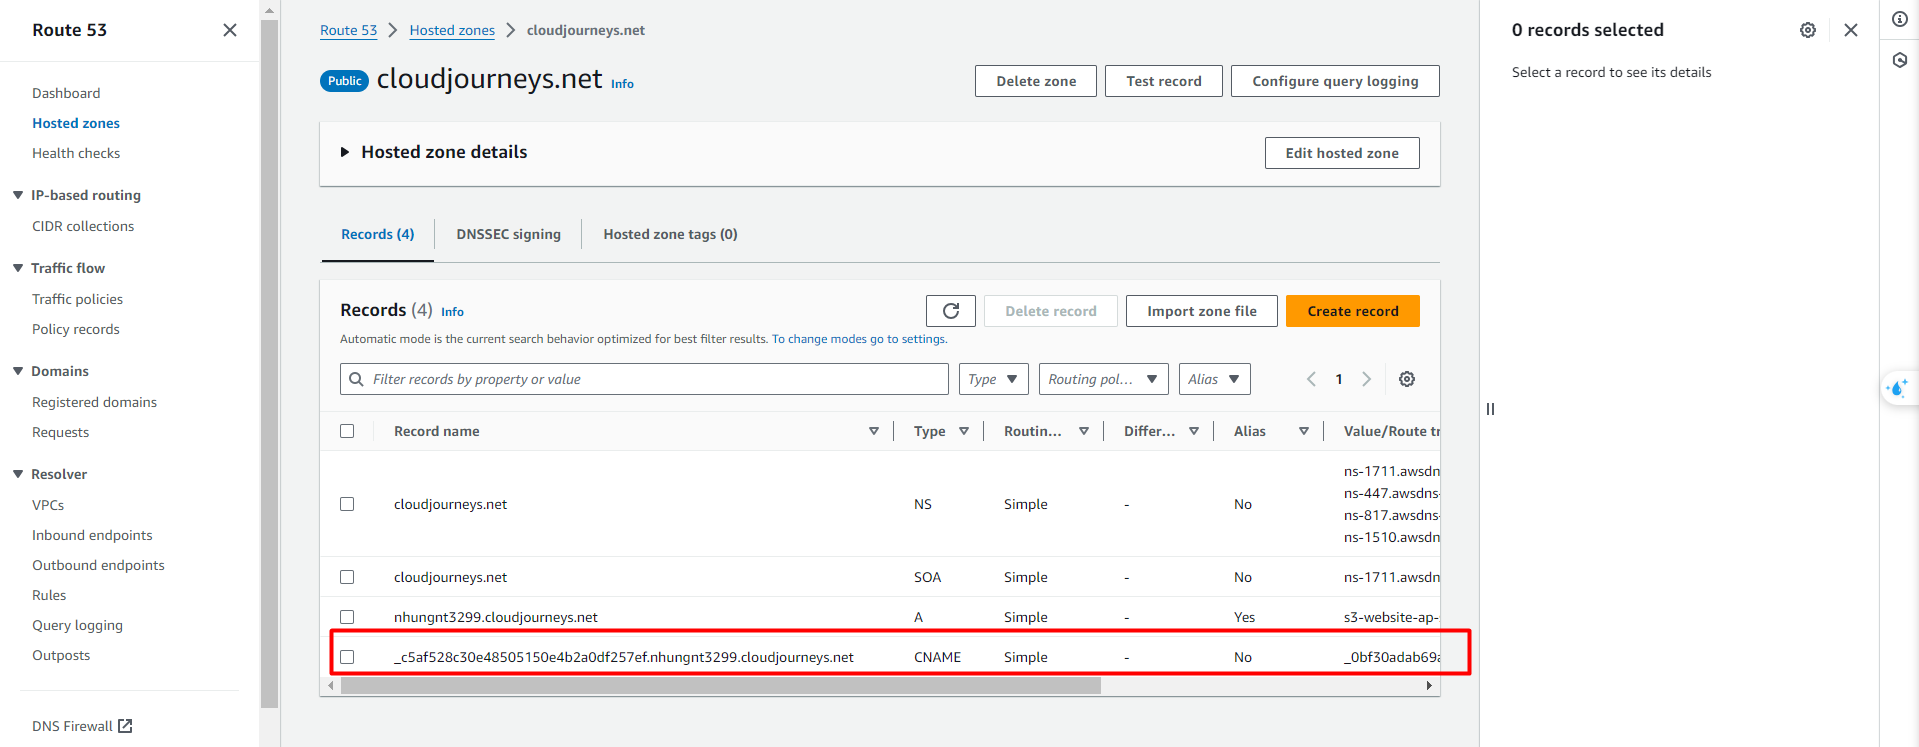 Route 53
Dashboard
Hosted zones
Health checks
IP-based routing
CIDR collections
Traffic flow
Traffic policies
Policy records
Domains
Registered domains
Requests
Resolver
VPCs
Inbound endpoints
Outbound endpoints
Rules
Query logging
Outposts
DNS Firewall
Route 53 > Hosted zones > cloudjourneys.net
Public cloudjourneys.net Info
Delete zone Test record Configure query logging
Hosted zone details Edit hosted zone
Records (4) DNSSEC signing Hosted zone tags (0)
Records (4) Info Delete record Import zone file Create record
Automatic mode is the current search behavior optimized for best filter results. To change modes go to settings.
Filter records by property or value Type Routing pol... Alias 1
Record name Type Routin... Differ... Alias Value/Route tr
ns-1711.awsdn
ns-447.awsdns-
cloudjourneys.net NS Simple - No
ns-817.awsdns-
ns-1510.awsdn
cloudjourneys.net SOA Simple - No ns-1711.awsdn
nhungnt3299.cloudjourneys.net A Simple - Yes s3-website-ap-
_c5af528c30e48505150e4b2a0df257ef.nhungnt3299.cloudjourneys.net CNAME Simple - No _0bf30adab69a
0 records selected
Select a record to see its details